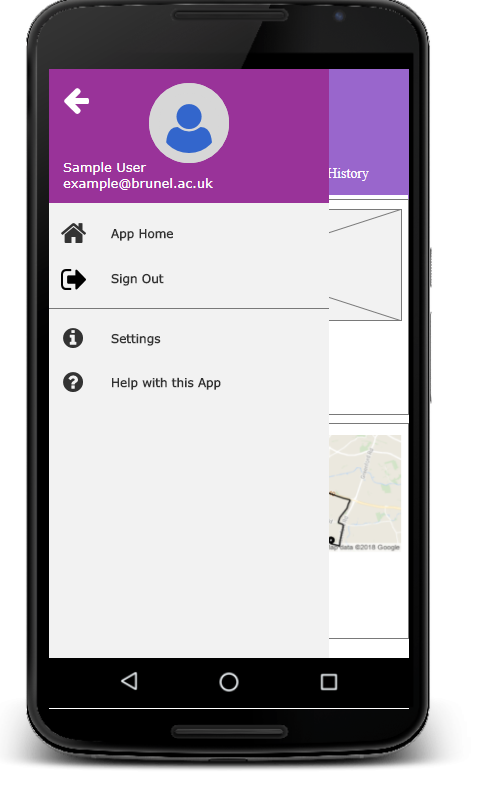 Sample User
example@brunel.ac.uk
History
App Home
Sign Out
Settings
Help with this App
data ©2018 Google